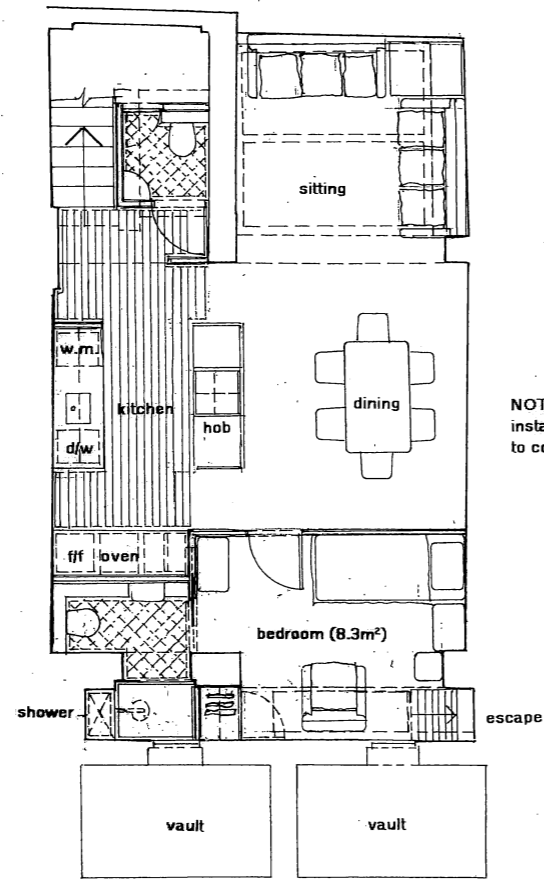 sitting
w.m.
kitchen
d/w
hob
dining
NOT
insta
to co
f/f oven
bedroom (8.3m²)
shower
escape
vault
vault